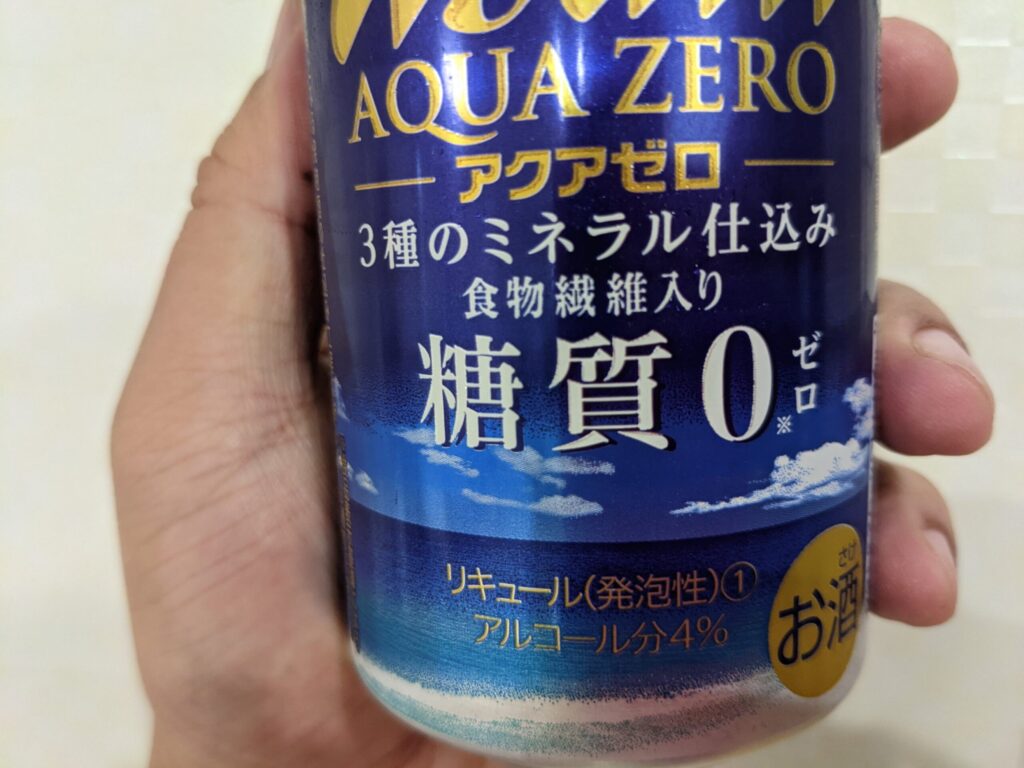 AQUA ZERO
アクアゼロ
3種のミネラル仕込み
食物繊維入り
糖質0ゼロ※
リキュール(発泡性)①
アルコール分4%
お酒
さけ